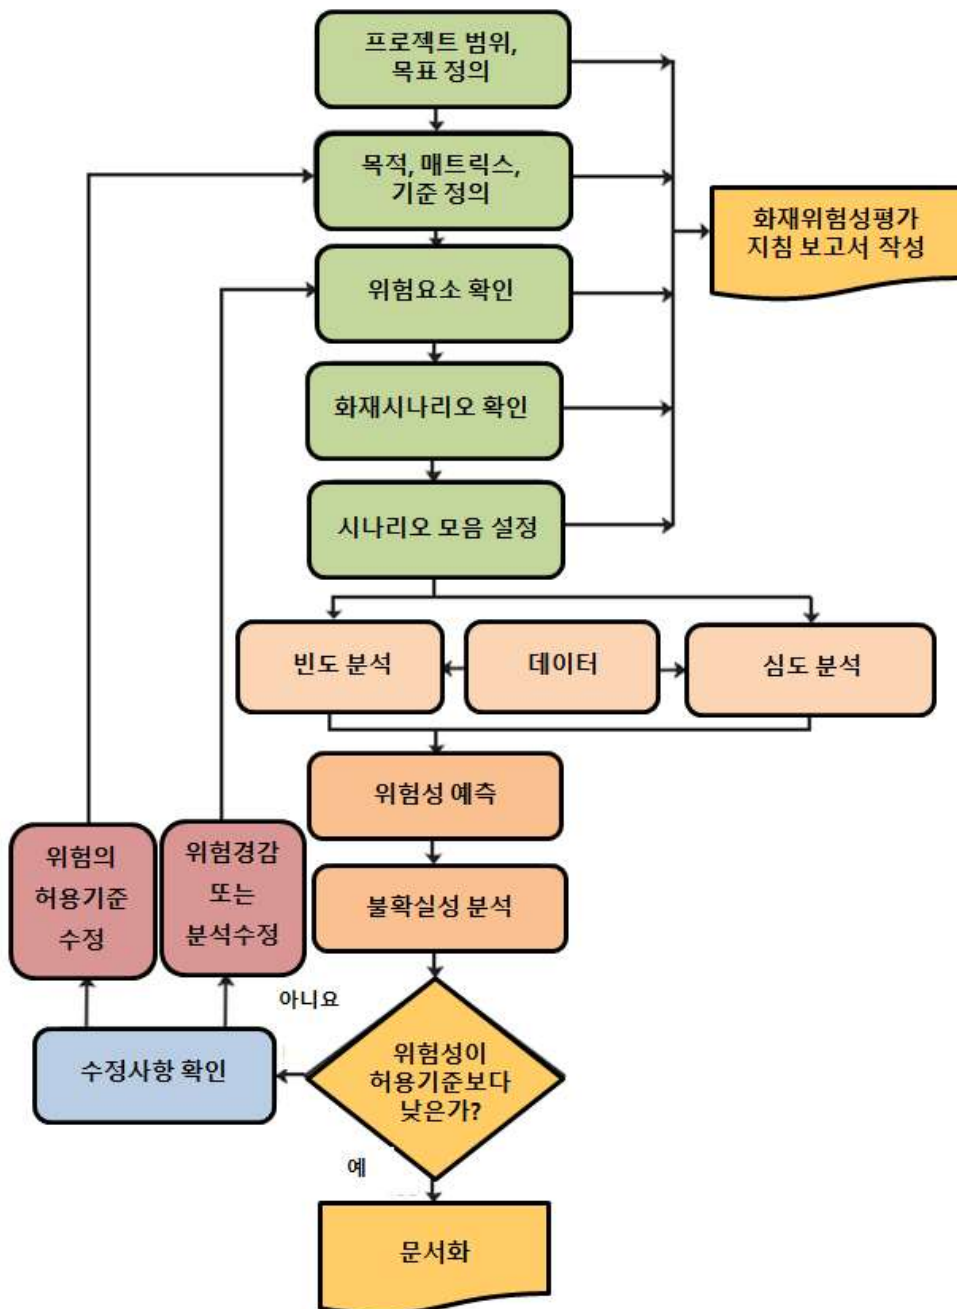 프로젝트 범위,
목표 정의
목적, 매트릭스,
기준 정의
화재위험성평가
지침 보고서 작성
위험요소 확인
화재시나리오 확인
시나리오 모음 설정
빈도 분석
데이터
심도 분석
위험성 예측
위험의
허용기준
수정
위험경감
또는
분석수정
불확실성 분석
아니요
수정사항 확인
위험성이
허용기준보다
낮은가?
예
문서화